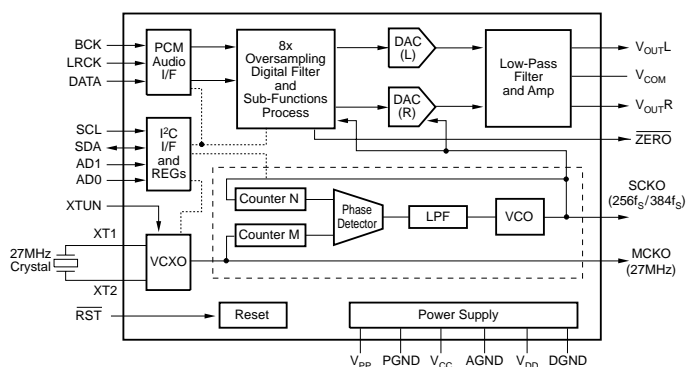 BCK
LRCK
DATA
PCM
Audio
I/F
8x
Oversampling
Digital Filter
and
Sub-Functions
Process
DAC
(L)
DAC
(R)
Low-Pass
Filter
and Amp
VOUTL
VCOM
VOUTR
ZERO
SCL
SDA
AD1
AD0
I2C
I/F
and
REGs
XTUN
XT1
27MHz
Crystal
XT2
VCXO
Counter N
Counter M
Phase
Detector
LPF
VCO
SCKO
(256fS/384fS)
MCKO
(27MHz)
RST
Reset
Power Supply
VPP PGND VCC AGND VDD DGND